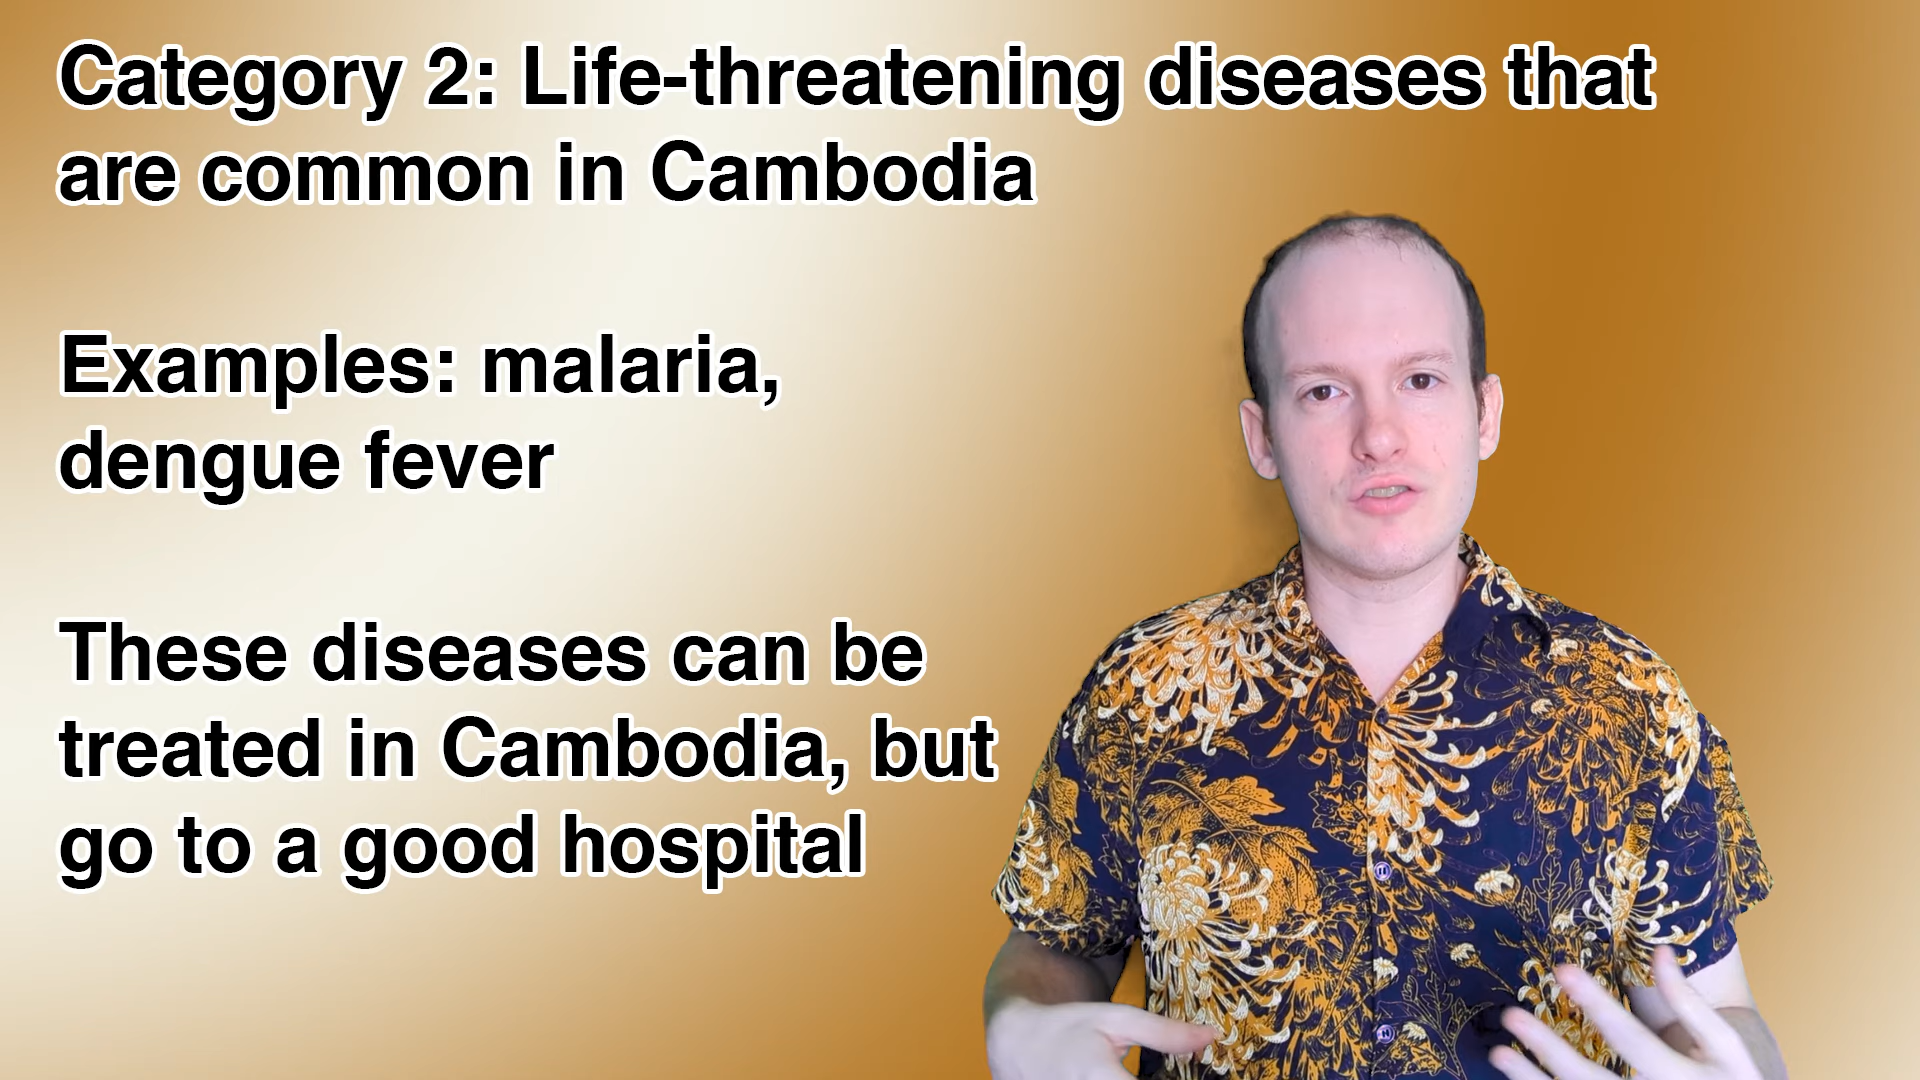 Category 2: Life-threatening diseases that
are common in Cambodia
Examples: malaria,
dengue fever
These diseases can be
treated in Cambodia, but
go to a good hospital